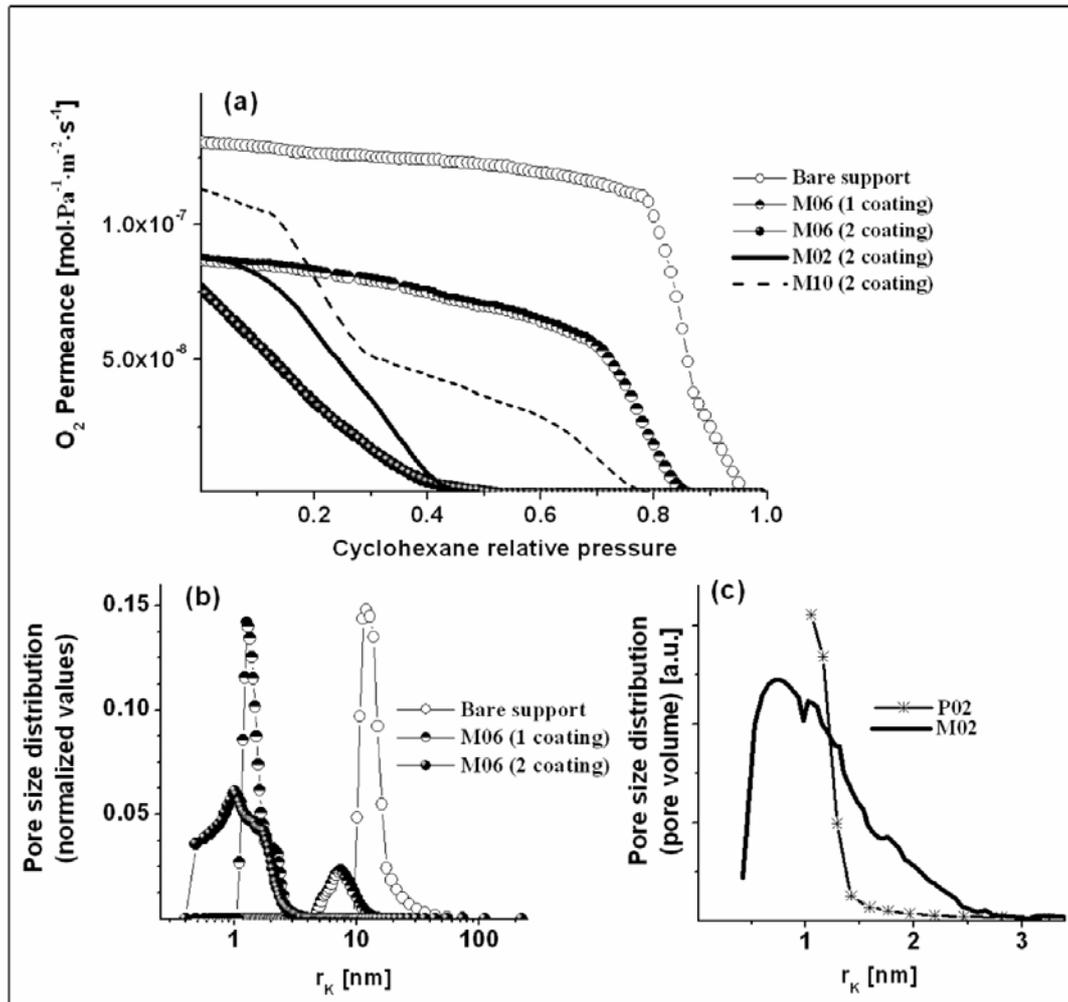 (a)
O₂ Permeance [mol·Pa⁻¹·m⁻²·s⁻¹]
1.0x10⁻⁷
5.0x10⁻⁸
Bare support
M06 (1 coating)
M06 (2 coating)
M02 (2 coating)
M10 (2 coating)
0.2 0.4 0.6 0.8 1.0
Cyclohexane relative pressure
(b)
Pore size distribution
(normalized values)
0.15
0.10
0.05
Bare support
M06 (1 coating)
M06 (2 coating)
1 10 100
r_K [nm]
(c)
Pore size distribution
(pore volume) [a.u.]
P02
M02
1 2 3
r_K [nm]